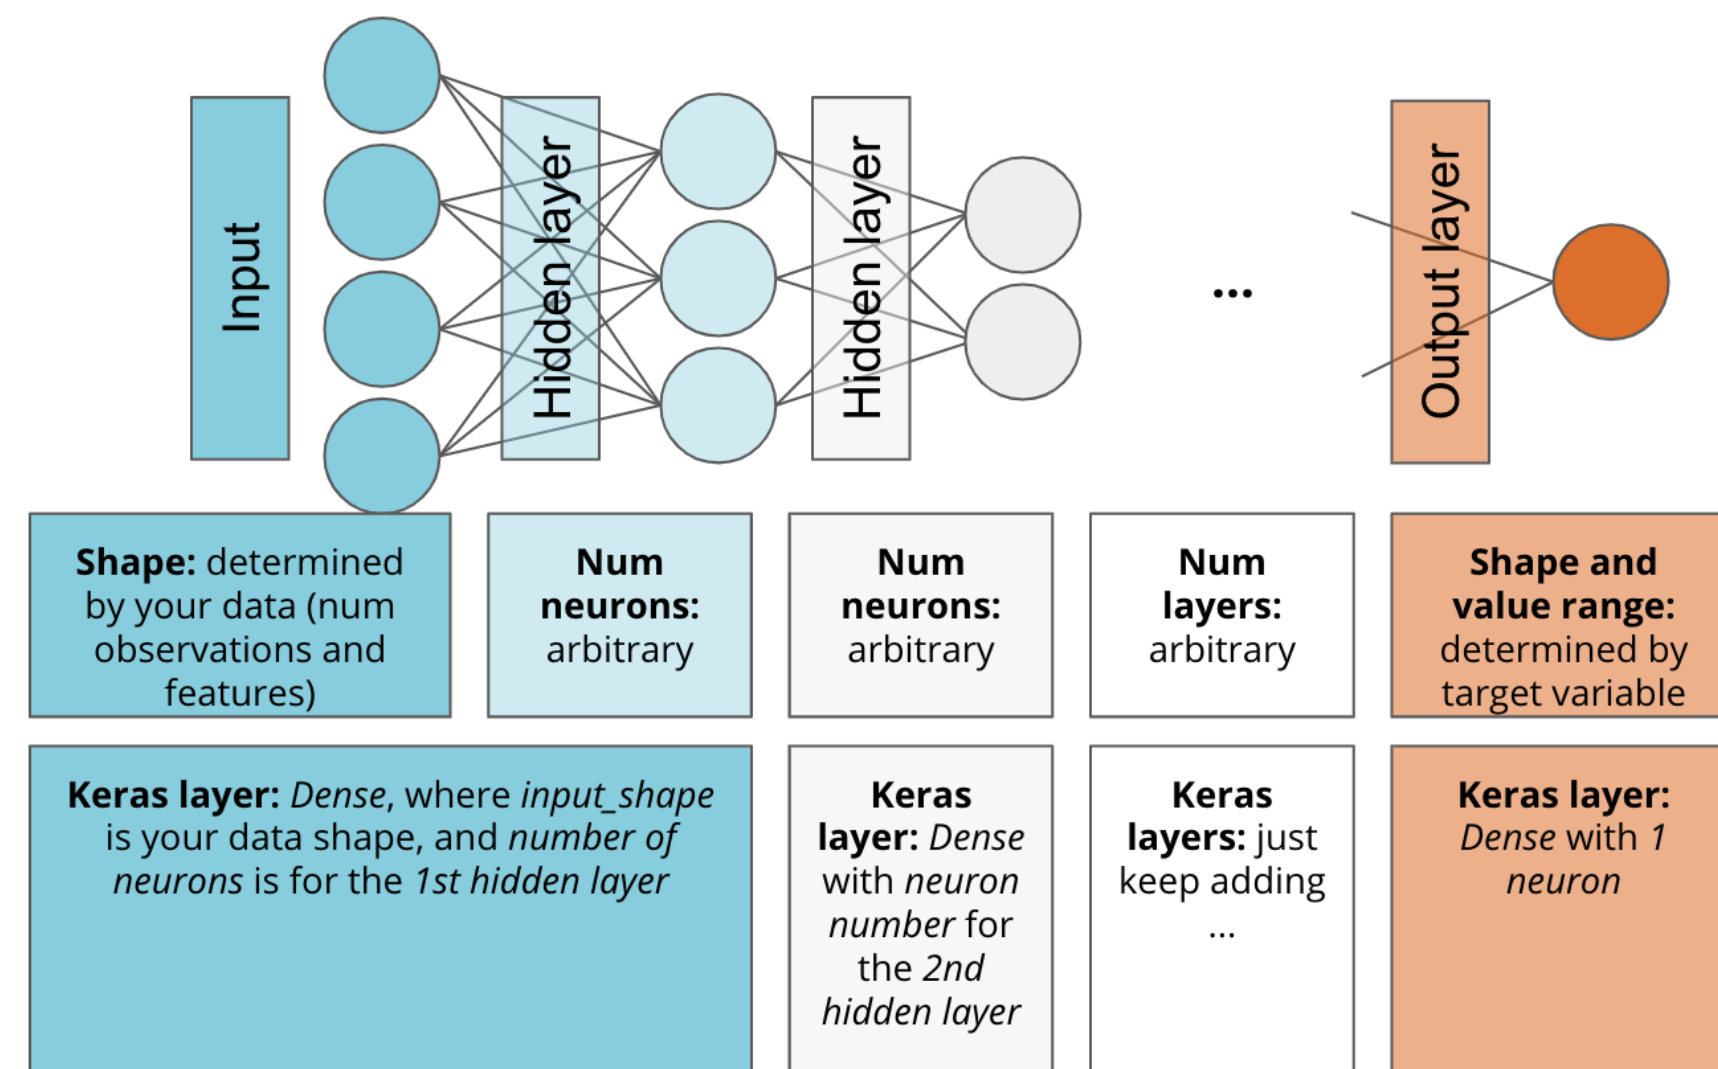 Input
Hidden layer
Hidden layer
...
Output layer
Shape: determined
by your data (num
observations and
features)
Num
neurons:
arbitrary
Num
neurons:
arbitrary
Num
layers:
arbitrary
Shape and
value range:
determined by
target variable
Keras layer: Dense, where input_shape
is your data shape, and number of
neurons is for the 1st hidden layer
Keras
layer: Dense
with neuron
number for
the 2nd
hidden layer
Keras
layers: just
keep adding
...
Keras layer:
Dense with 1
neuron